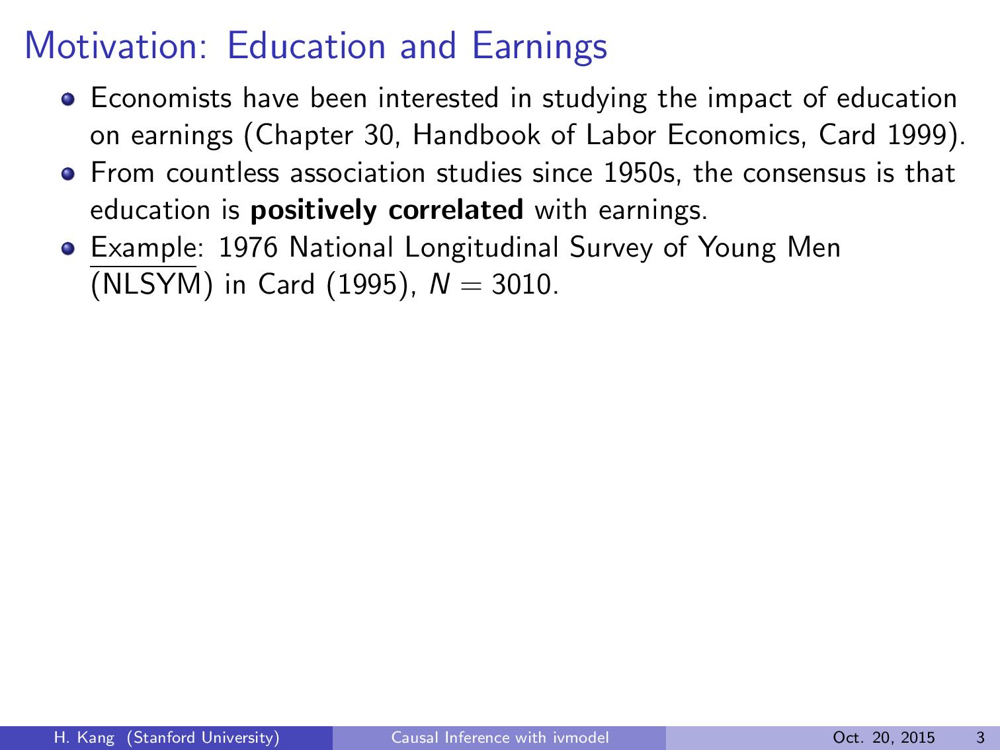 Motivation: Education and Earnings
Economists have been interested in studying the impact of education
on earnings (Chapter 30, Handbook of Labor Economics, Card 1999).
From countless association studies since 1950s, the consensus is that
education is positively correlated with earnings.
Example: 1976 National Longitudinal Survey of Young Men
(NLSYM) in Card (1995), N = 3010.
H. Kang (Stanford University) Causal Inference with ivmodel Oct. 20, 2015 3